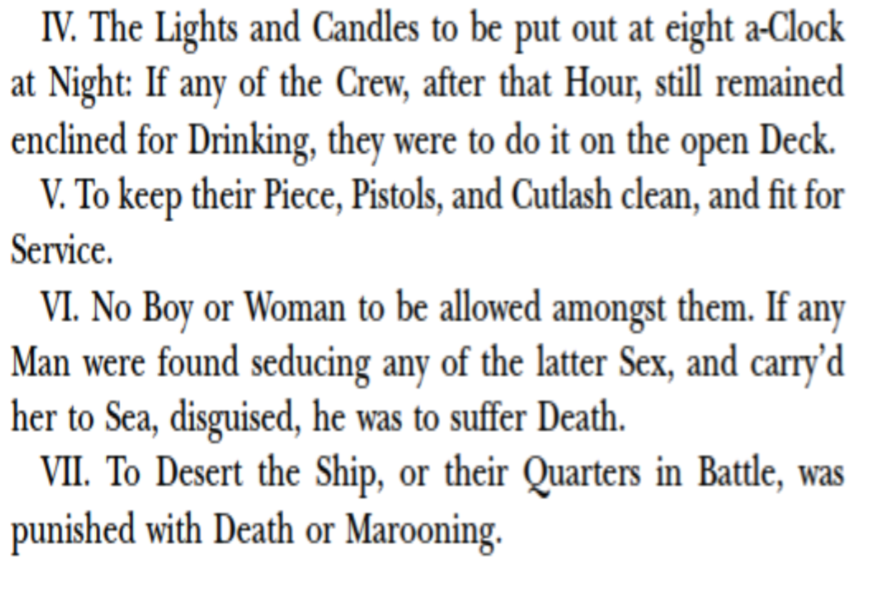 IV. The Lights and Candles to be put out at eight a-Clock
at Night: If any of the Crew, after that Hour, still remained
enclined for Drinking, they were to do it on the open Deck.
V. To keep their Piece, Pistols, and Cutlash clean, and fit for
Service.
VI. No Boy or Woman to be allowed amongst them. If any
Man were found seducing any of the latter Sex, and carry’d
her to Sea, disguised, he was to suffer Death.
VII. To Desert the Ship, or their Quarters in Battle, was
punished with Death or Marooning.